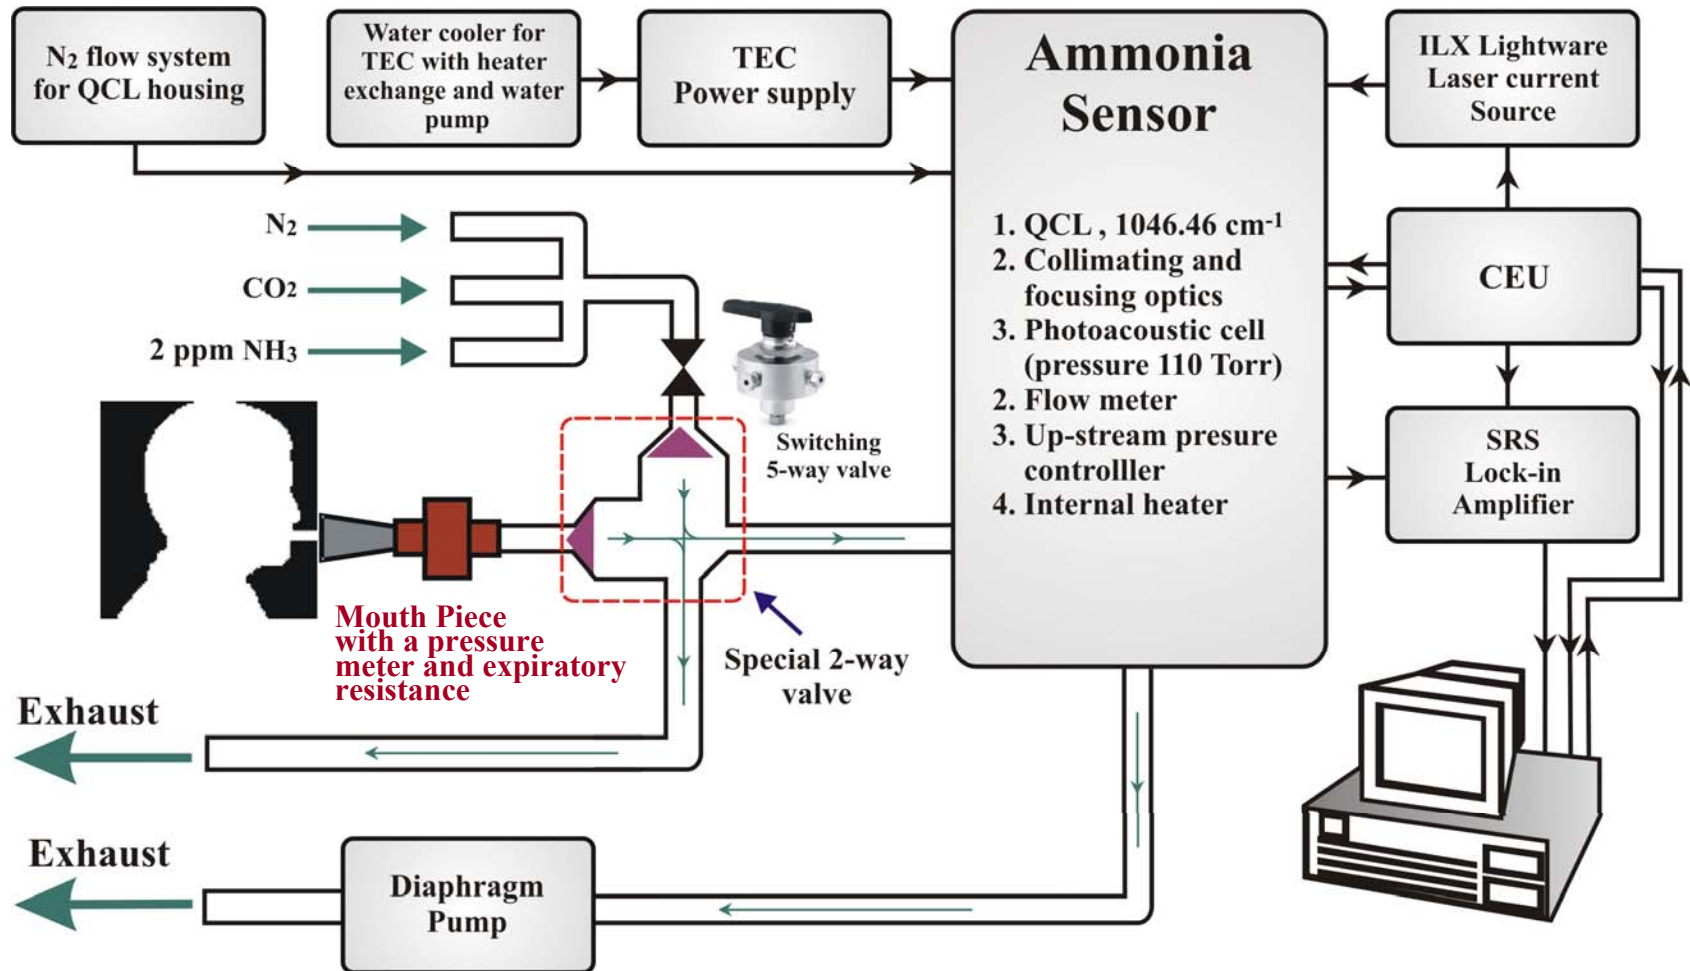 N2 flow system
for QCL housing
Water cooler for
TEC with heater
exchange and water
pump
TEC
Power supply
Ammonia
Sensor
1. QCL , 1046.46 cm-1
2. Collimating and
focusing optics
3. Photoacoustic cell
(pressure 110 Torr)
2. Flow meter
3. Up-stream presure
controlller
4. Internal heater
ILX Lightware
Laser current
Source
CEU
SRS
Lock-in
Amplifier
N2
CO2
2 ppm NH3
Switching
5-way valve
Mouth Piece
with a pressure
meter and expiratory
resistance
Special 2-way
valve
Exhaust
Exhaust
Diaphragm
Pump